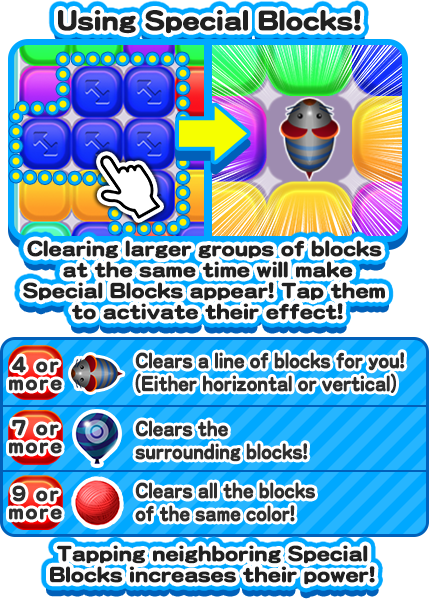 Using Special Blocks!
Clearing larger groups of blocks
at the same time will make
Special Blocks appear! Tap them
to activate their effect!
4 or
more
Clears a line of blocks for you!
(Either horizontal or vertical)
7 or
more
Clears the
surrounding blocks!
9 or
more
Clears all the blocks
of the same color!
Tapping neighboring Special
Blocks increases their power!